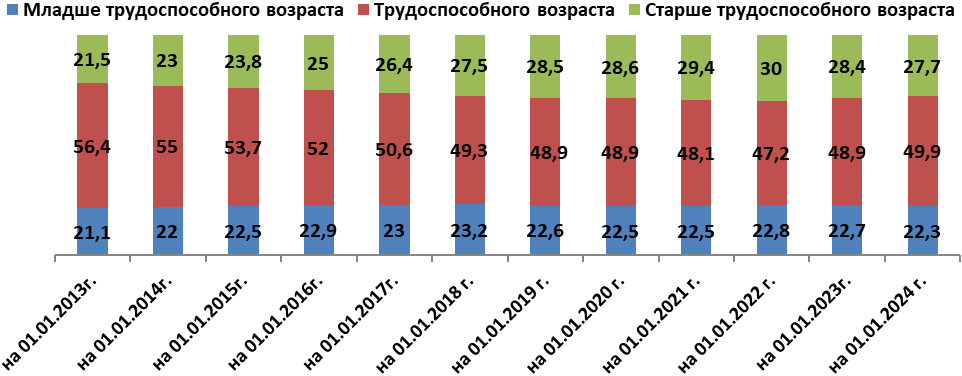 Младше трудоспособного возраста Трудоспособного возраста Старше трудоспособного возраста
21,5 23 23,8 25 26,4 27,5 28,5 28,6 29,4 30 28,4 27,7
56,4 55 53,7 52 50,6 49,3 48,9 48,9 48,1 47,2 48,9 49,9
21,1 22 22,5 22,9 23 23,2 22,6 22,5 22,5 22,8 22,7 22,3
на 01.01.2013г.
на 01.01.2014г.
на 01.01.2015г.
на 01.01.2016г.
на 01.01.2017г.
на 01.01.2018 г.
на 01.01.2019 г.
на 01.01.2020 г.
на 01.01.2021 г.
на 01.01.2022 г.
на 01.01.2023г.
на 01.01.2024 г.